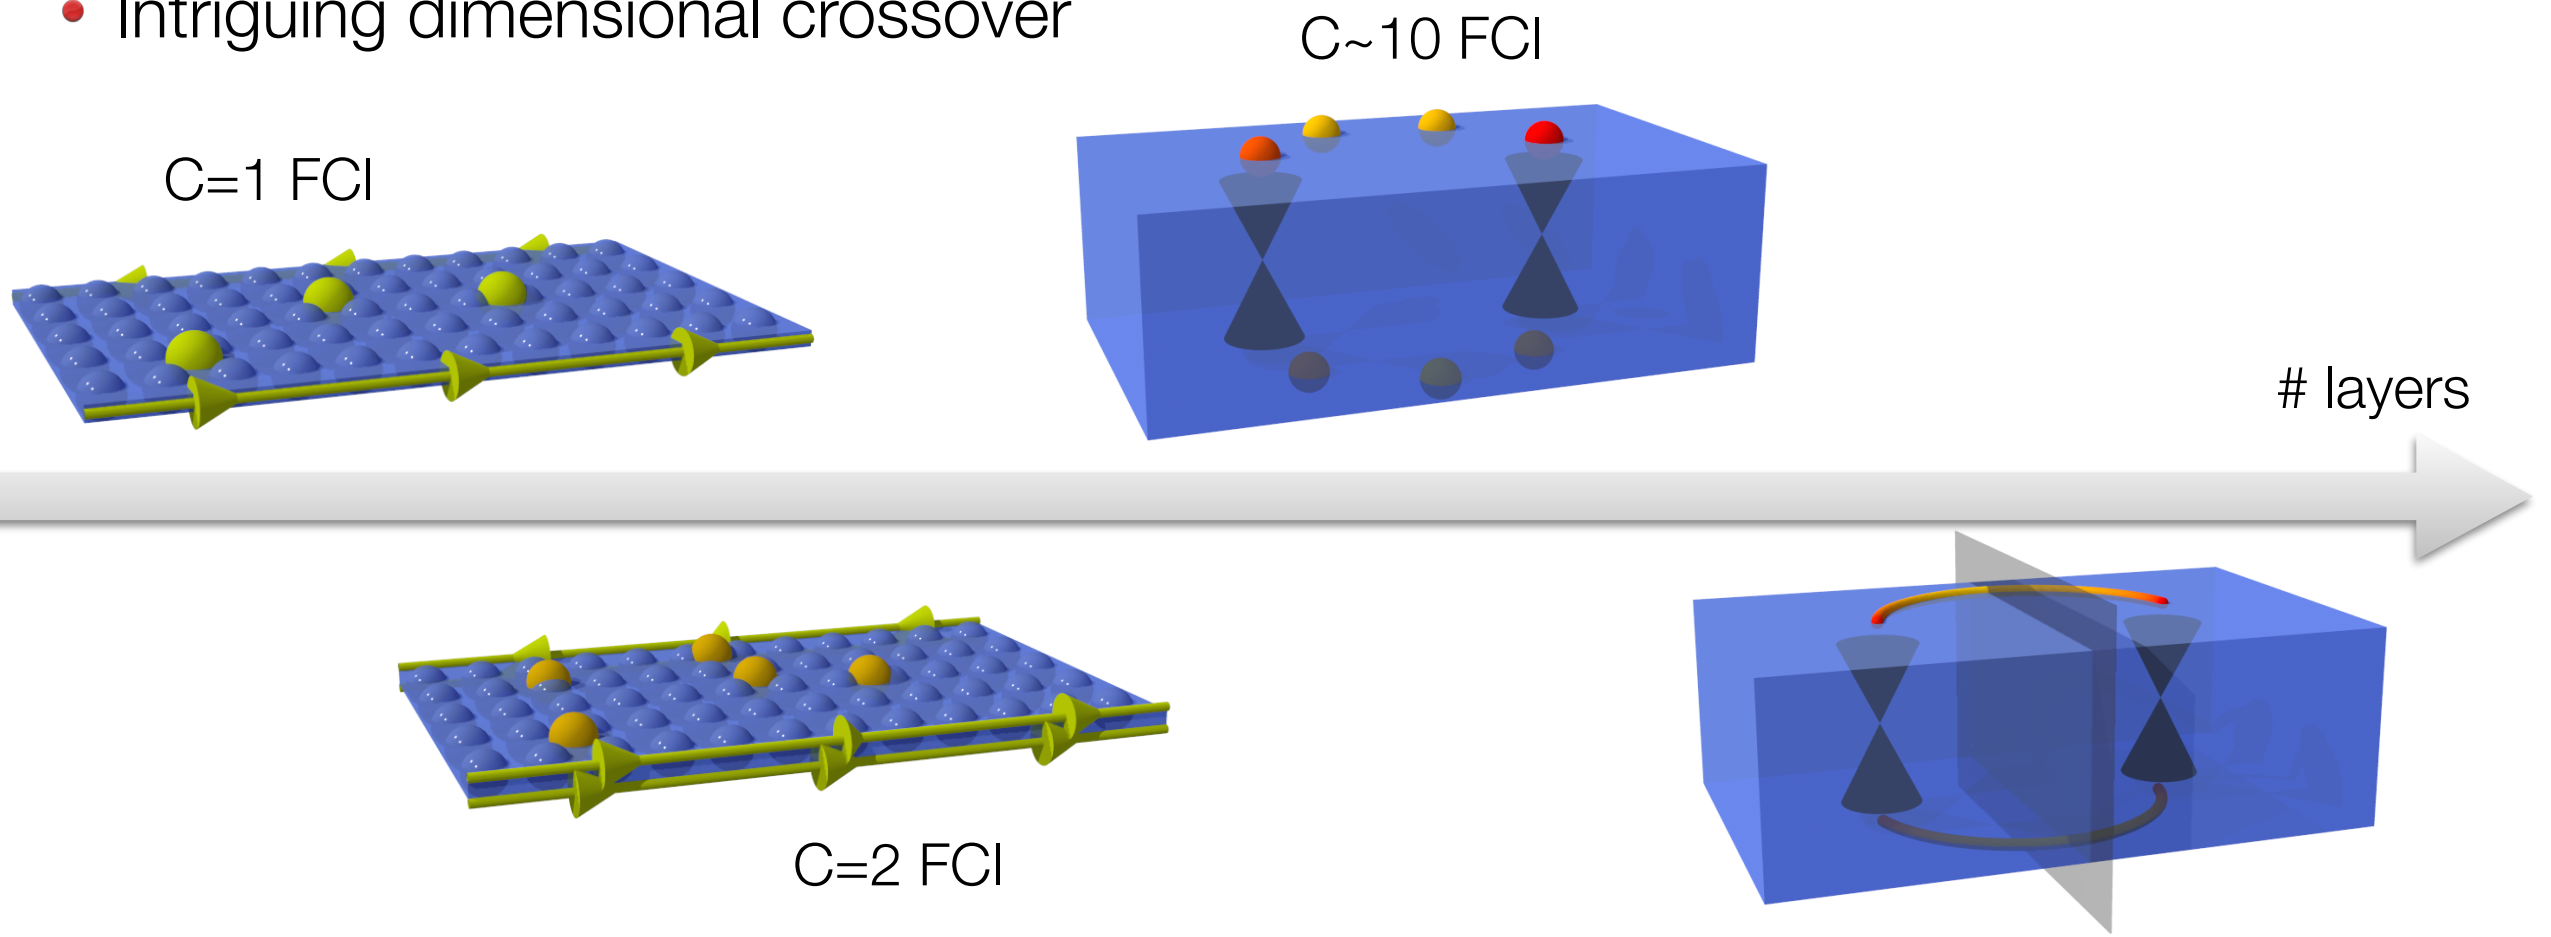 Intriguing dimensional crossover
C~10 FCI
C=1 FCI
# layers
C=2 FCI